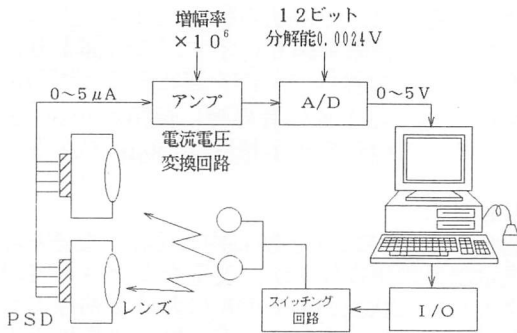 増幅率
×10⁶
12ビット
分解能0.0024V
0～5μA
アンプ
A/D
0～5V
電流電圧
変換回路
レンズ
PSD
スイッチング
回路
I/O